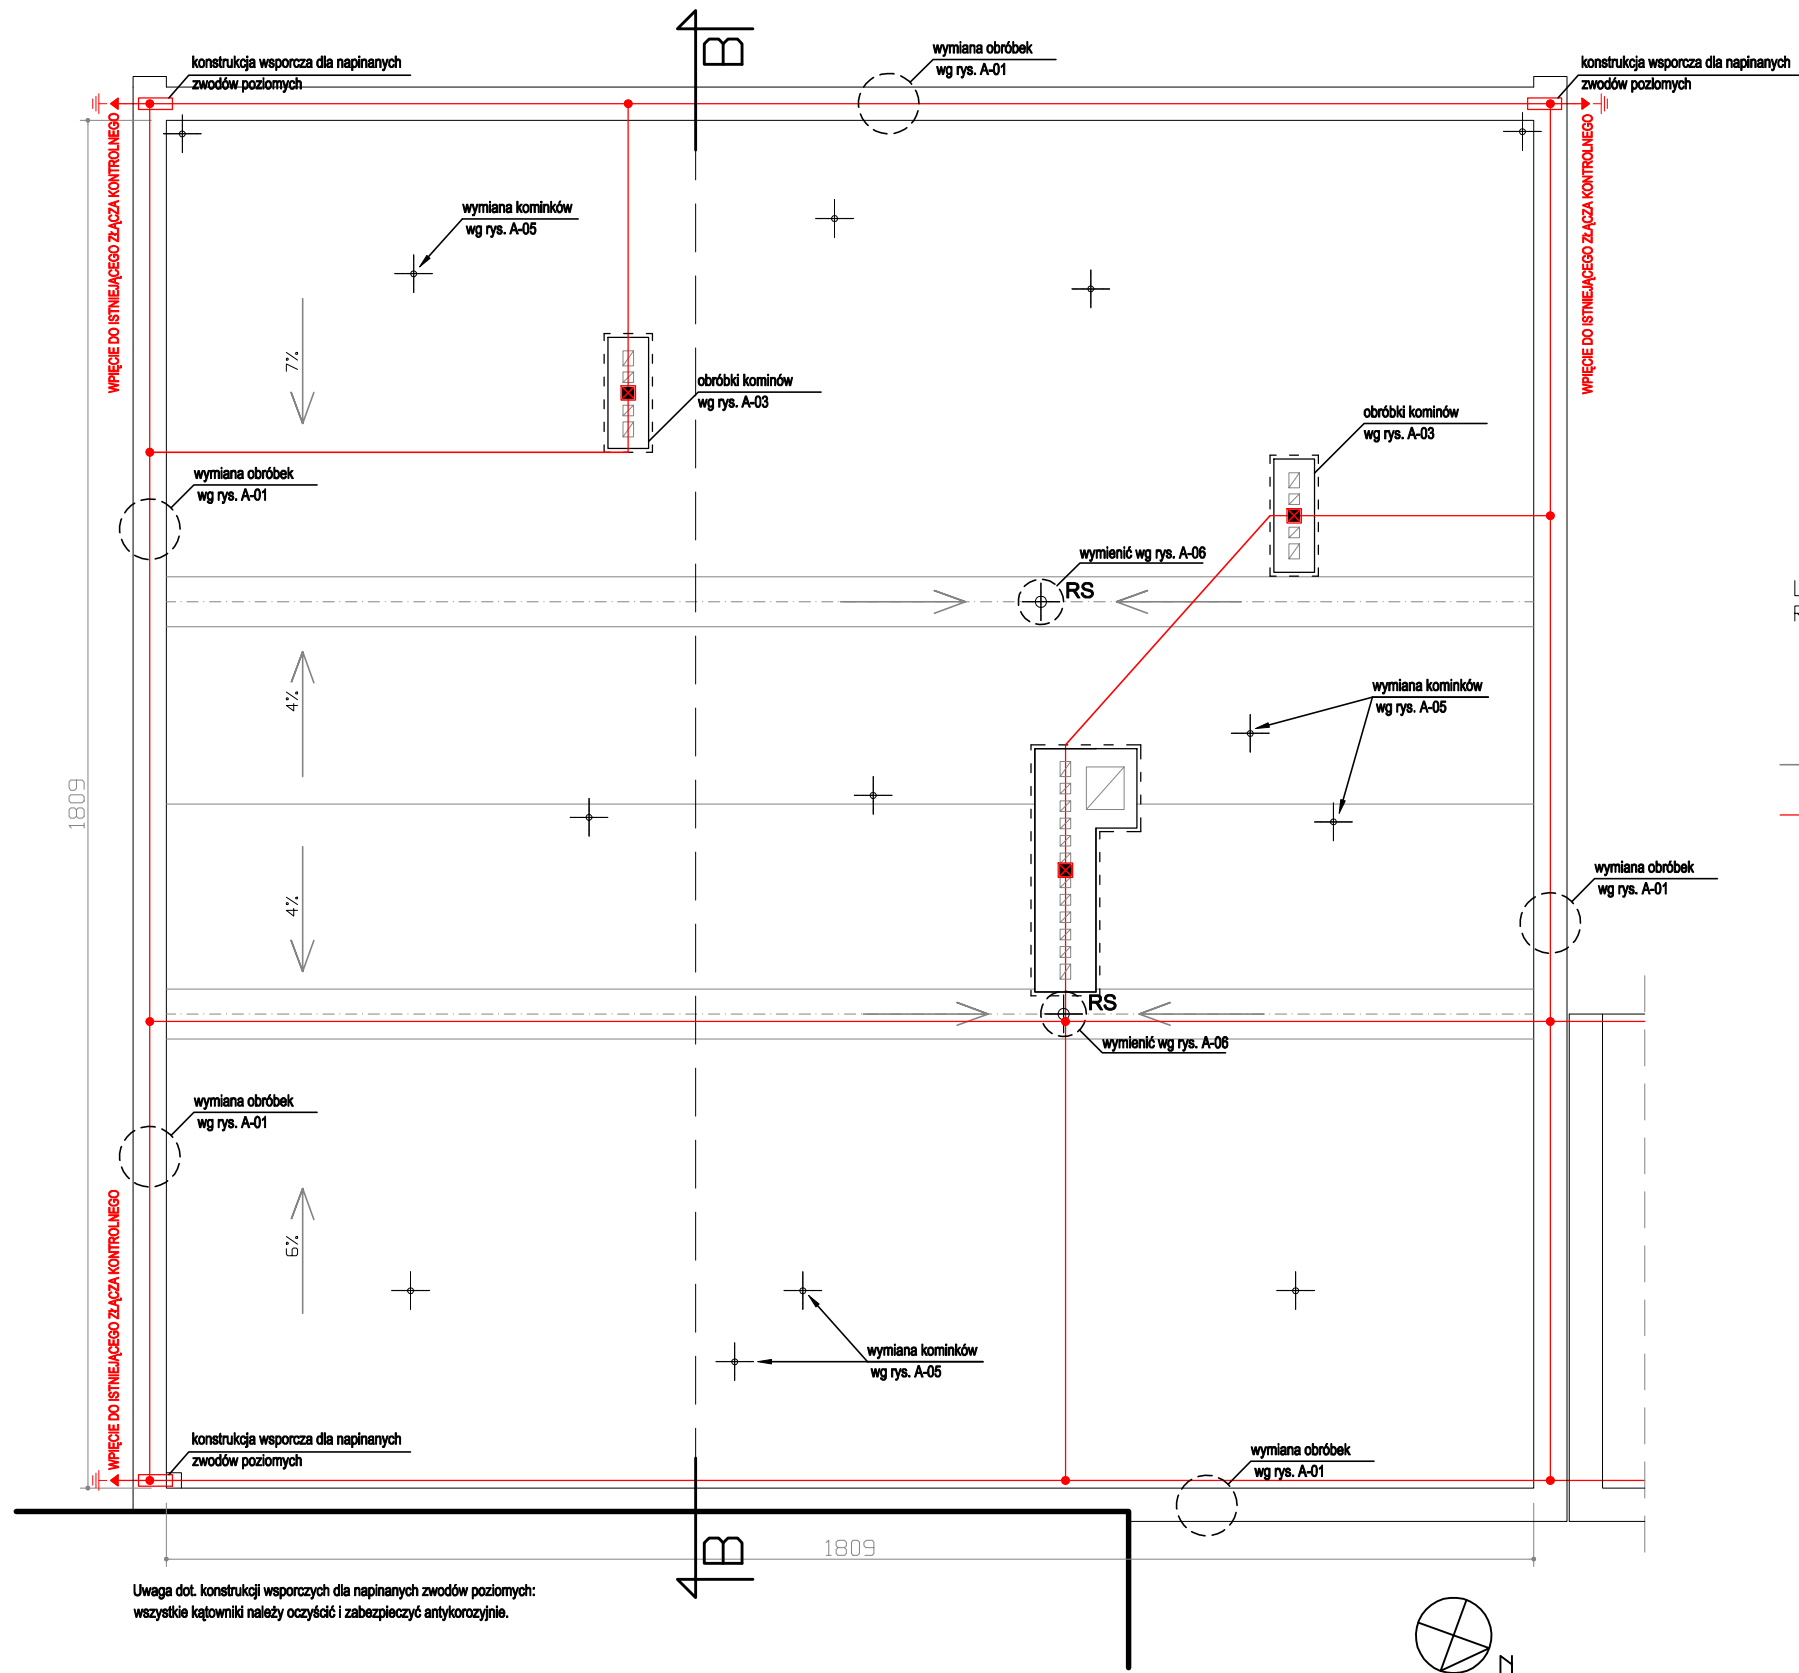 B
wymiana obróbek
wg rys. A-01
konstrukcja wsporcza dla napinanych
zwodów poziomych
konstrukcja wsporcza dla napinanych
zwodów poziomych
WPIĘCIE DO ISTNIEJĄCEGO ZŁĄCZA KONTROLNEGO
WPIĘCIE DO ISTNIEJĄCEGO ZŁĄCZA KONTROLNEGO
wymiana kominków
wg rys. A-05
7%
obróbki kominów
wg rys. A-03
obróbki kominów
wg rys. A-03
wymiana obróbek
wg rys. A-01
wymienić wg rys. A-06
RS
4%
wymiana kominków
wg rys. A-05
1809
4%
wymiana obróbek
wg rys. A-01
RS
wymienić wg rys. A-06
wymiana obróbek
wg rys. A-01
WPIĘCIE DO ISTNIEJĄCEGO ZŁĄCZA KONTROLNEGO
6%
wymiana kominków
wg rys. A-05
konstrukcja wsporcza dla napinanych
zwodów poziomych
wymiana obróbek
wg rys. A-01
B
1809
Uwaga dot. konstrukcji wsporczych dla napinanych zwodów poziomych:
wszystkie kątowniki należy oczyścić i zabezpieczyć antykorozyjnie.
N